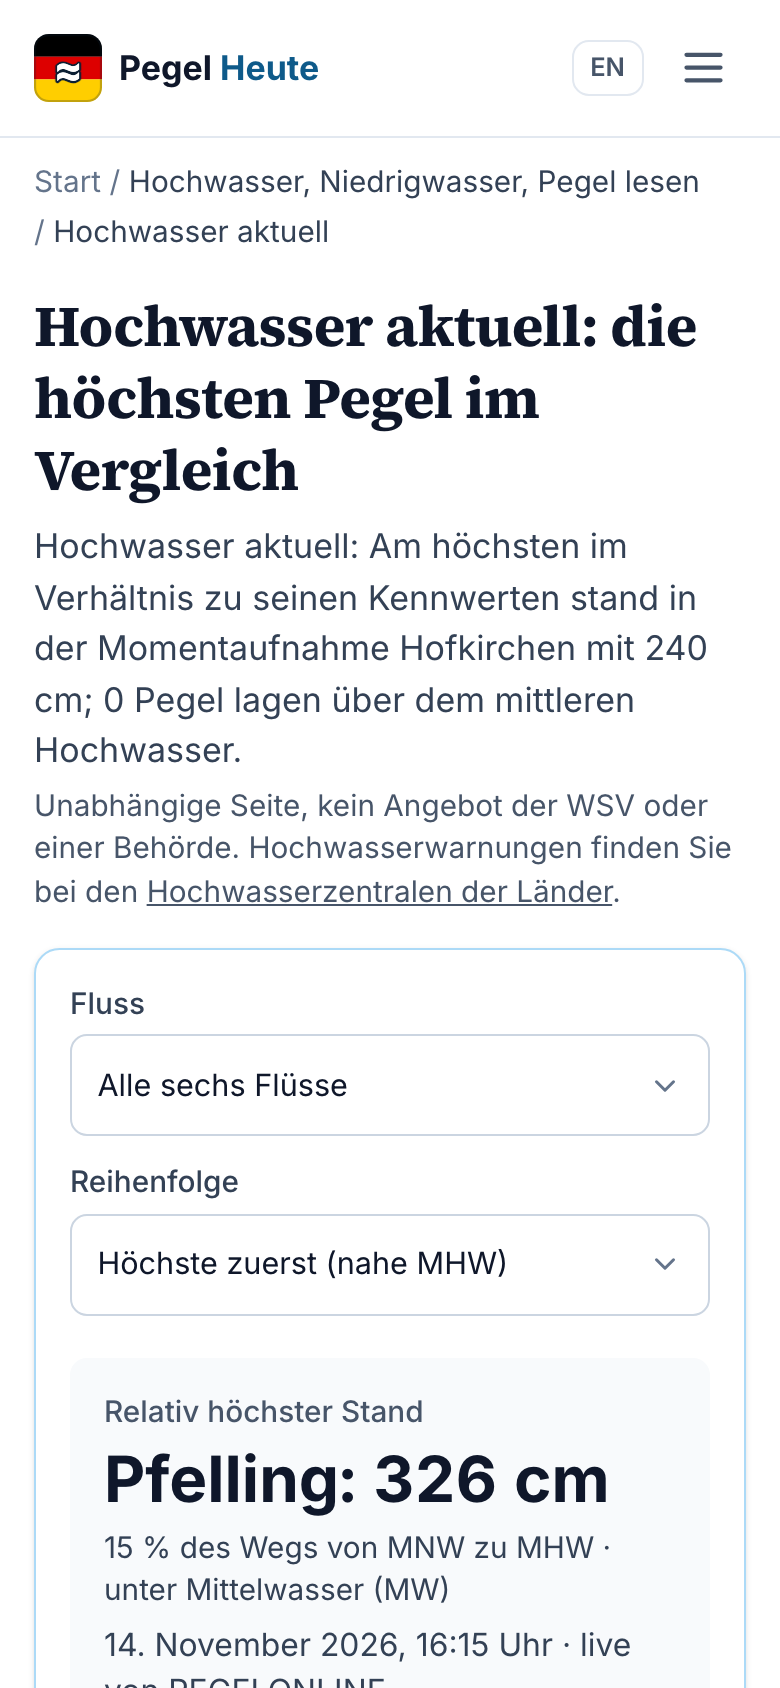 Pegel Heute
EN
Start / Hochwasser, Niedrigwasser, Pegel lesen
/ Hochwasser aktuell
Hochwasser aktuell: die
höchsten Pegel im
Vergleich
Hochwasser aktuell: Am höchsten im
Verhältnis zu seinen Kennwerten stand in
der Momentaufnahme Hofkirchen mit 240
cm; 0 Pegel lagen über dem mittleren
Hochwasser.
Unabhängige Seite, kein Angebot der WSV oder
einer Behörde. Hochwasserwarnungen finden Sie
bei den Hochwasserzentralen der Länder.
Fluss
Alle sechs Flüsse
Reihenfolge
Höchste zuerst (nahe MHW)
Relativ höchster Stand
Pfelling: 326 cm
15 % des Wegs von MNW zu MHW ·
unter Mittelwasser (MW)
14. November 2026, 16:15 Uhr · live
von PEGELONLINE